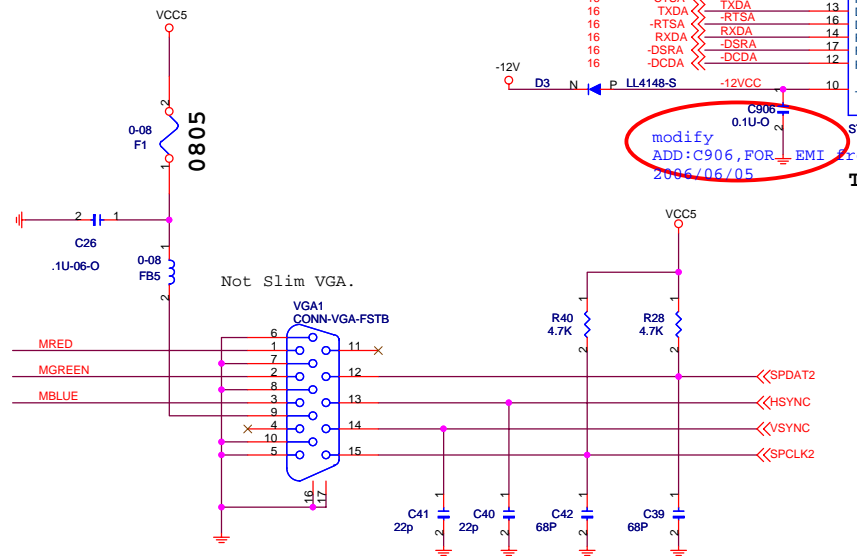 VCC5
2
0-08
F1
0805
1
2
1
C26
.1U-06-O
1
0-08
FB5
2
16
TXDA
TXDA
13
16
-RTSA
-RTSA
16
16
RXDA
RXDA
14
16
-DSRA
-DSRA
17
16
-DCDA
-DCDA
12
-12V
D3
N
P
LL4148-S
-12VCC
10
1
C906
0.1U-O
2
modify
ADD:C906,FOR EMI fr
2006/06/05
Not Slim VGA.
VGA1
CONN-VGA-FSTB
MRED
MGREEN
MBLUE
6
1
7
2
8
3
9
4
10
5
11
12
13
14
15
16
17
VCC5
1
R40
4.7K
2
1
R28
4.7K
2
SPDAT2
HSYNC
VSYNC
SPCLK2
1
C41
22p
2
1
C40
22p
2
1
C42
68P
2
1
C39
68P
2